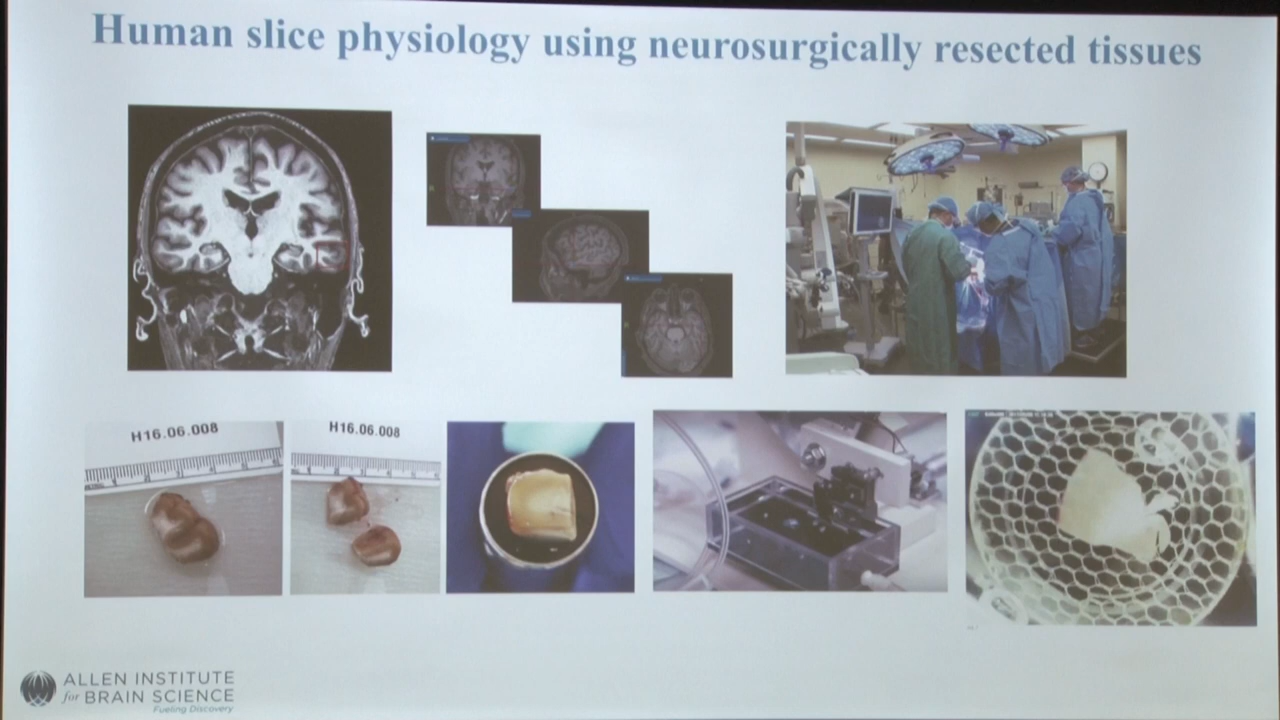 Human slice physiology using neurosurgically resected tissues
H16.06.008
H16.06.008
ALLEN INSTITUTE
for BRAIN SCIENCE
Fueling Discovery